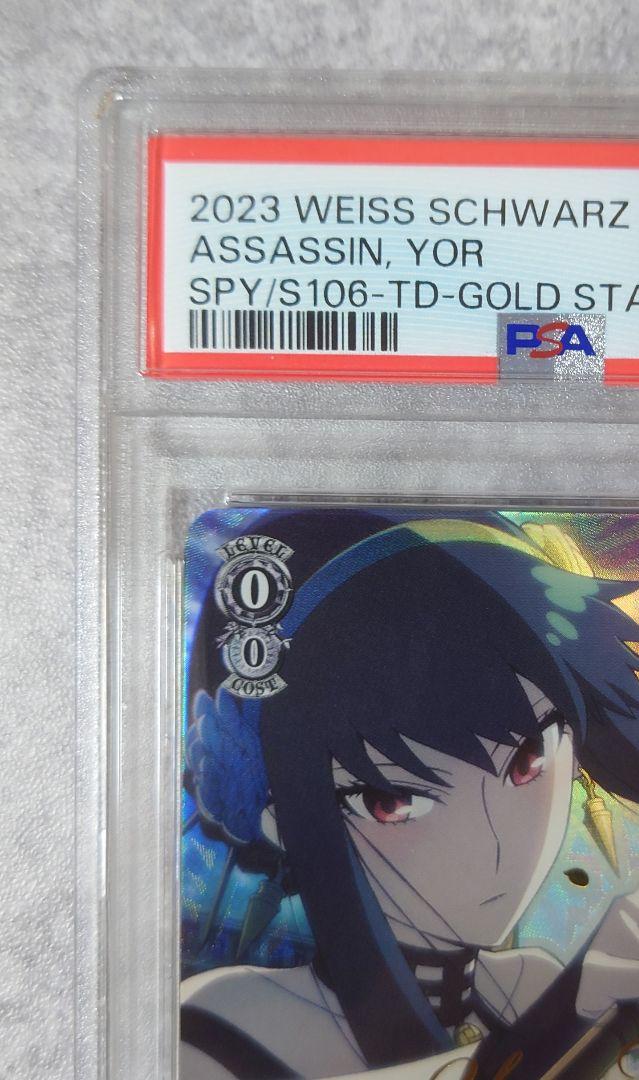 2023 WEISS SCHWARZ
ASSASSIN, YOR
SPY/S106-TD-GOLD STA
PSA
LEVEL
0
0
COST